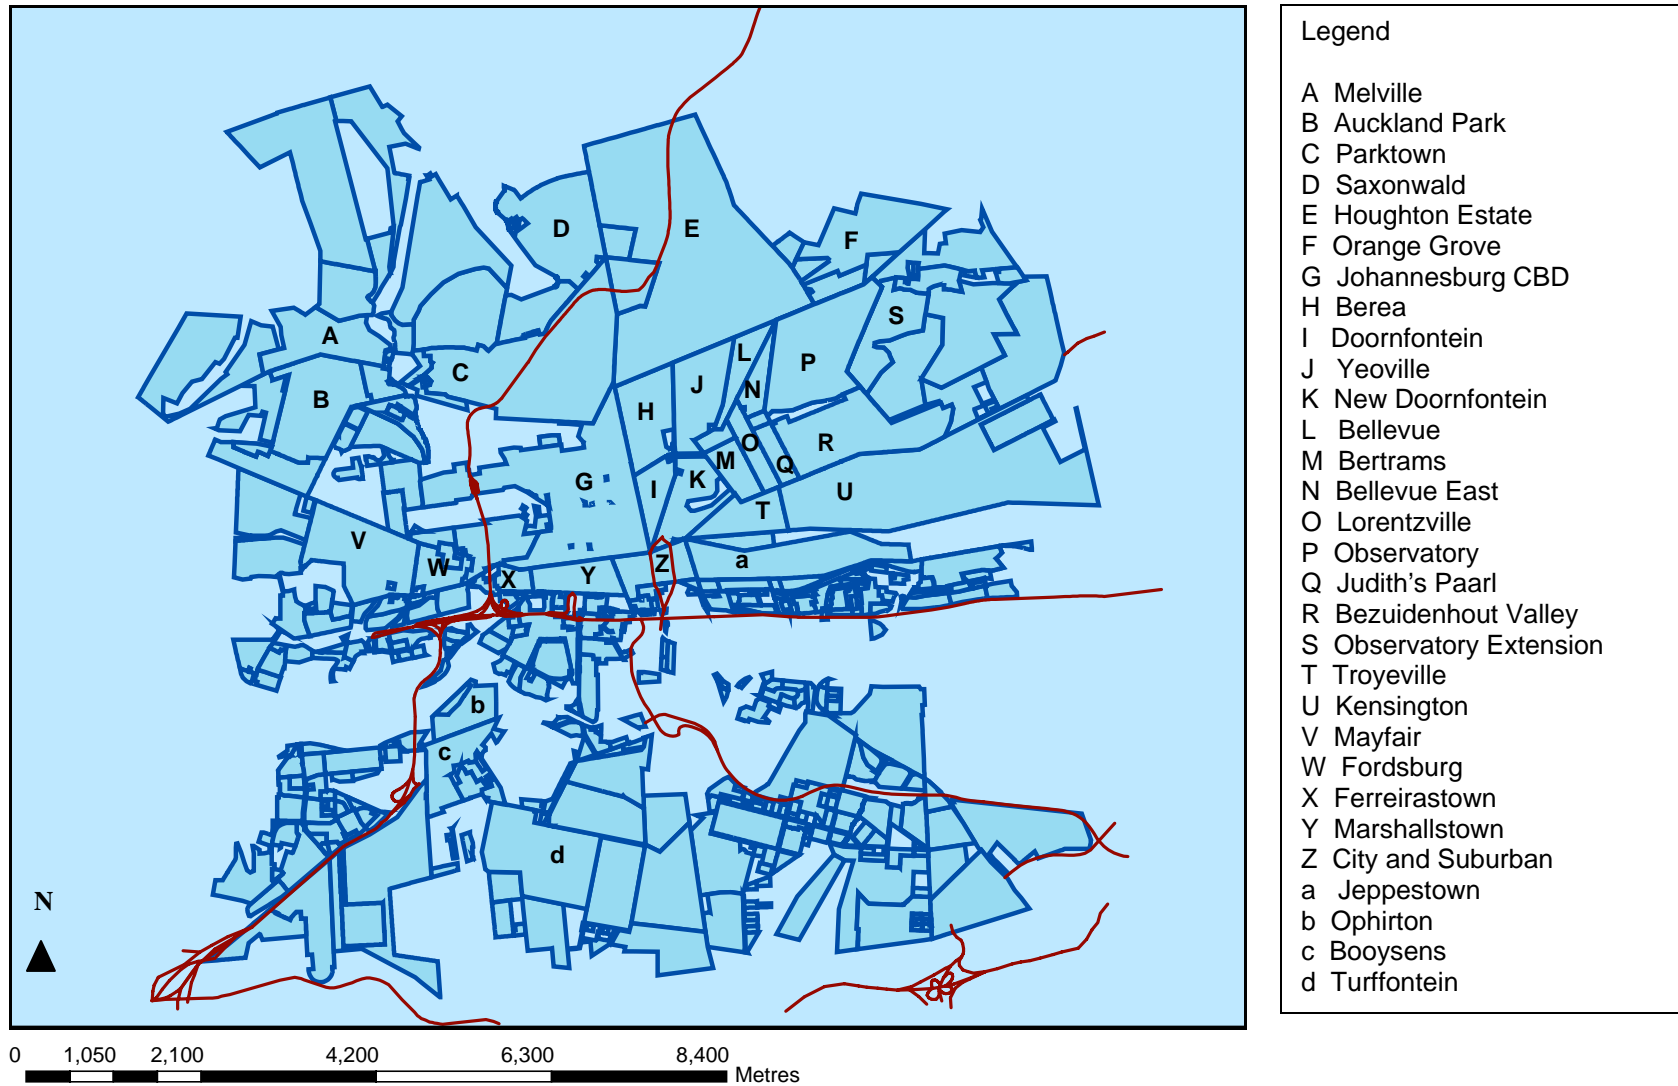 Legend
A Melville
B Auckland Park
C Parktown
D Saxonwald
E Houghton Estate
F Orange Grove
G Johannesburg CBD
H Berea
I Doornfontein
J Yeoville
K New Doornfontein
L Bellevue
M Bertrams
N Bellevue East
O Lorentzville
P Observatory
Q Judith's Paarl
R Bezuidenhout Valley
S Observatory Extension
T Troyeville
U Kensington
V Mayfair
W Fordsburg
X Ferreirastown
Y Marshallstown
Z City and Suburban
a Jeppestown
b Ophirton
c Booysens
d Turffontein
D
E
F
S
A
L
P
C
J
N
B
H
O
R
M
Q
G
I
K
U
T
V
W
X
Y
Z
a
b
c
d
N
0 1,050 2,100 4,200 6,300 8,400
Metres